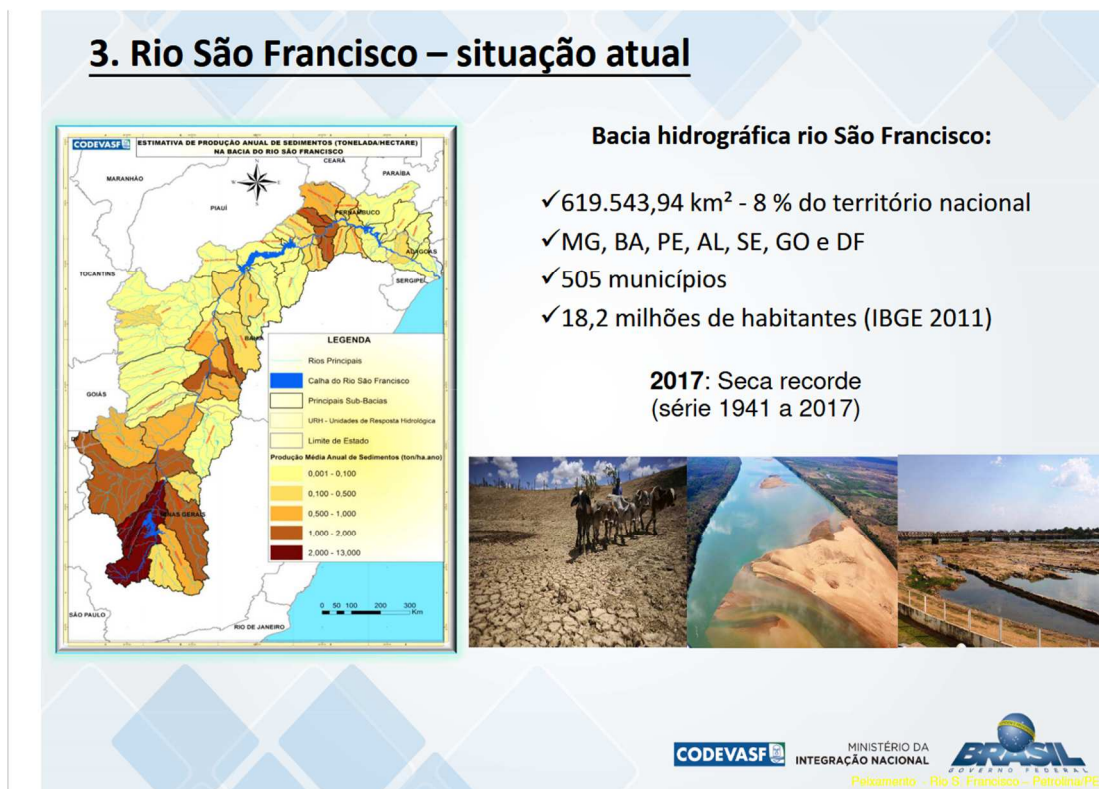 3. Rio São Francisco – situação atual
CODEVASF
ESTIMATIVA DE PRODUÇÃO ANUAL DE SEDIMENTOS (TONELADA/HECTARE)
NA BACIA DO RIO SÃO FRANCISCO
MARANHÃO
PIAUÍ
CEARÁ
PARAÍBA
PERNAMBUCO
ALAGOAS
SERGIPE
TOCANTINS
BAHIA
GOIÁS
MINAS GERAIS
SÃO PAULO
RIO DE JANEIRO
LEGENDA
Rios Principais
Calha do Rio São Francisco
Principais Sub-Bacias
URH - Unidades de Resposta Hidrológica
Limite de Estado
Produção Média Anual de Sedimentos (ton/ha.ano)
0,001 - 0,100
0,100 - 0,500
0,500 - 1,000
1,000 - 2,000
2,000 - 13,000
0 50 100 200 300
Km
Bacia hidrográfica rio São Francisco:
✓619.543,94 km² - 8 % do território nacional
✓MG, BA, PE, AL, SE, GO e DF
✓505 municípios
✓18,2 milhões de habitantes (IBGE 2011)
2017: Seca recorde
(série 1941 a 2017)
CODEVASF
MINISTÉRIO DA
INTEGRAÇÃO NACIONAL
BRASIL
GOVERNO FEDERAL
Peixamento - Rio S. Francisco – Petrolina/PE